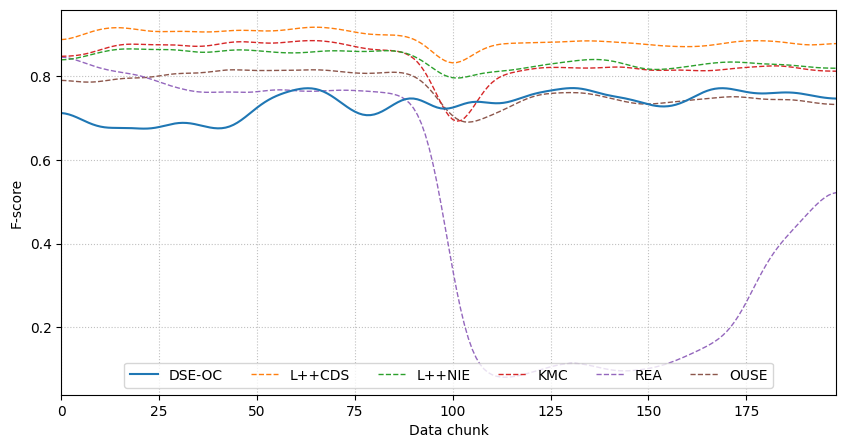 F-score
0.8
0.6
0.4
0.2
DSE-OC L++CDS L++NIE KMC REA OUSE
0 25 50 75 100 125 150 175
Data chunk